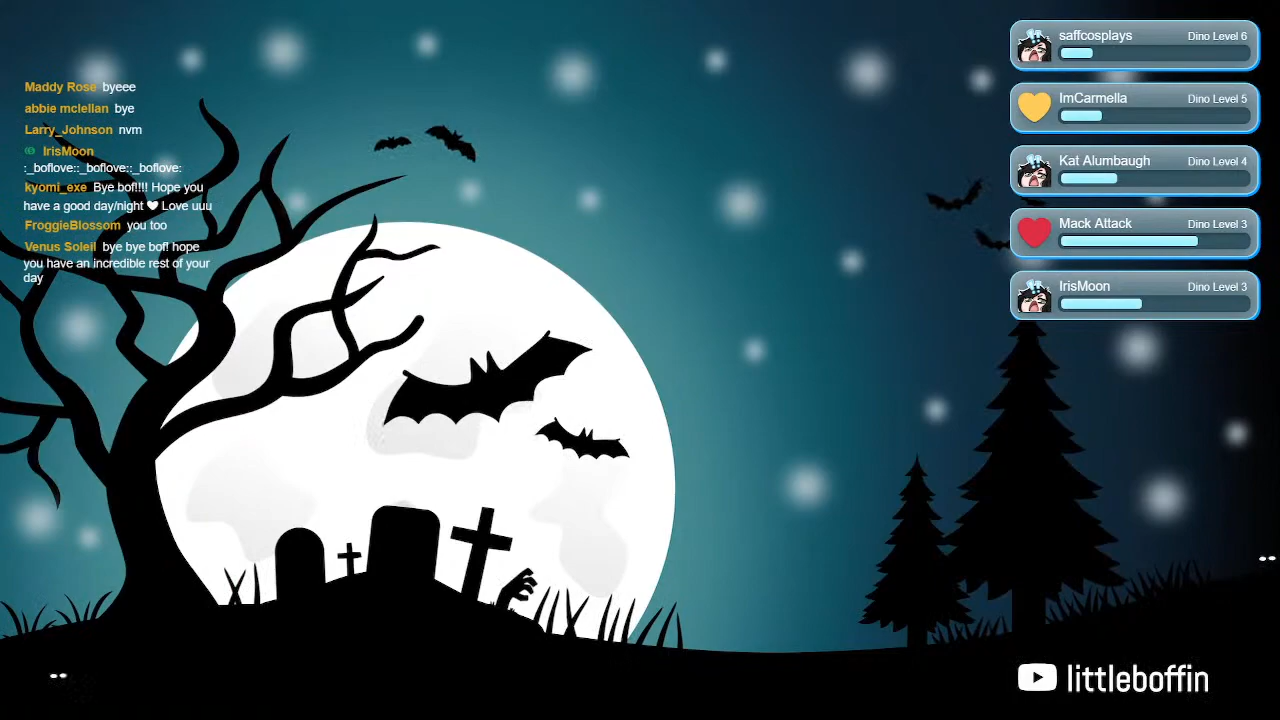 Maddy Rose byeee
abbie mclellan bye
Larry_Johnson nvm
IrisMoon
:_boflove::_boflove::_boflove:
kyomi_exe Bye bof!!!! Hope you
have a good day/night ❤ Love uuu
FroggieBlossom you too
Venus Soleil bye bye bof! hope
you have an incredible rest of your
day
saffcosplays Dino Level 6
ImCarmella Dino Level 5
Kat Alumbaugh Dino Level 4
Mack Attack Dino Level 3
IrisMoon Dino Level 3
littleboffin